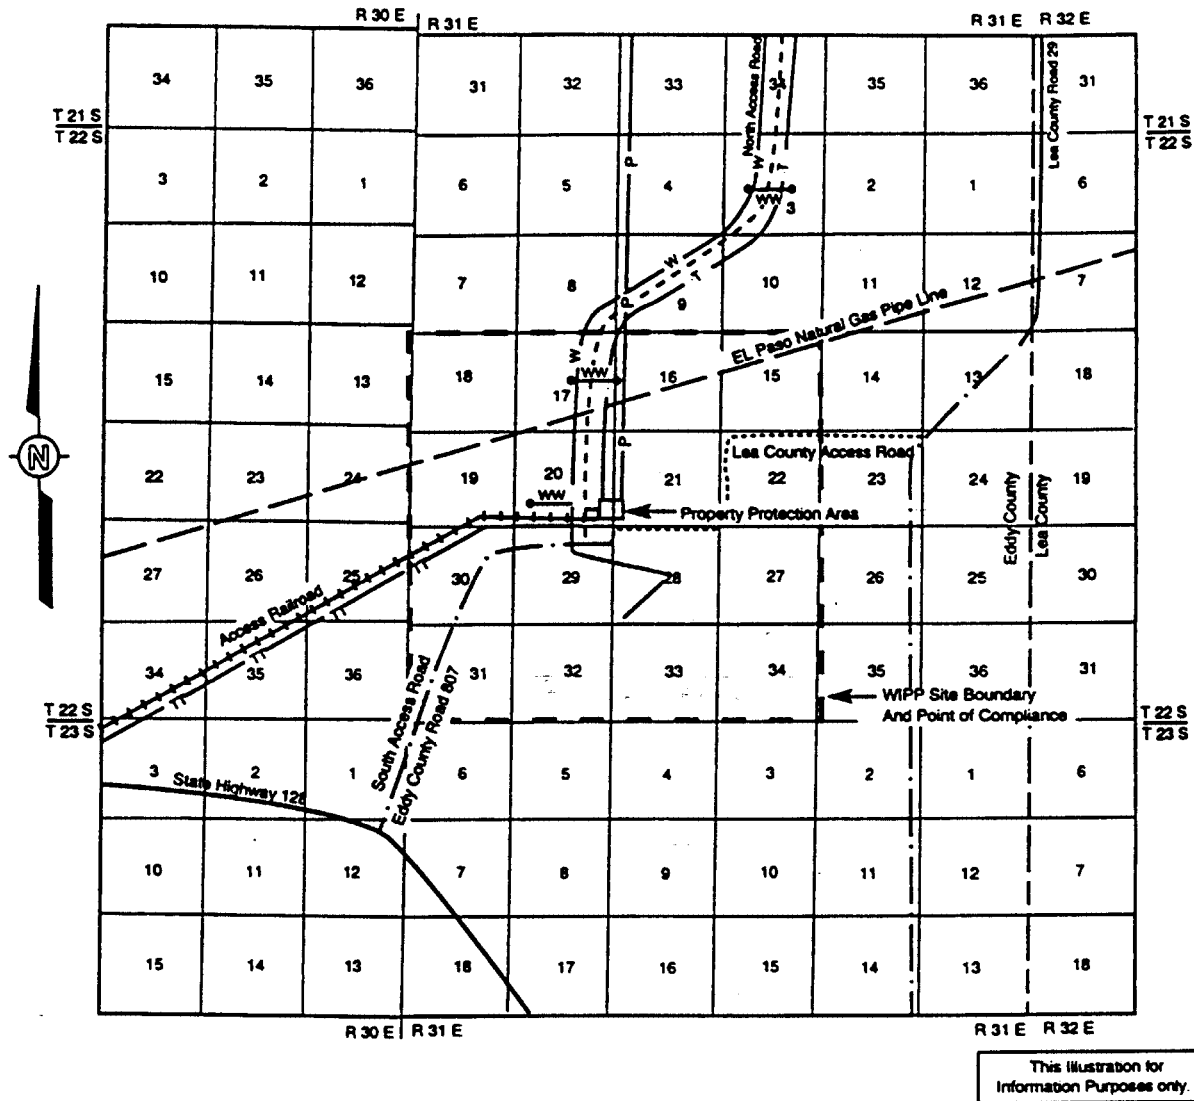 R 30 E
R 31 E
R 31 E
R 32 E
34
35
36
31
32
33
34
35
36
31
North Access Road
Lea County Road 29
T 21 S
T 22 S
T 21 S
T 22 S
3
2
1
6
5
4
3
2
1
6
P
P
W
T
WW
10
11
12
7
8
9
10
11
12
7
W
T
P
EL Paso Natural Gas Pipe Line
15
14
13
18
17
16
15
14
13
18
W
WW
P
N
22
23
24
19
20
21
22
23
24
19
Lea County Access Road
WW
Property Protection Area
Eddy County
Lea County
27
26
25
30
29
28
27
26
25
30
Access Railroad
TT
TT
TT
TT
34
35
36
31
32
33
34
35
36
31
WIPP Site Boundary
And Point of Compliance
T 22 S
T 23 S
T 22 S
T 23 S
South Access Road
Eddy County Road 807
3
2
1
6
5
4
3
2
1
6
State Highway 128
10
11
12
7
8
9
10
11
12
7
15
14
13
18
17
16
15
14
13
18
R 30 E
R 31 E
R 31 E
R 32 E
This Illustration for
Information Purposes only.